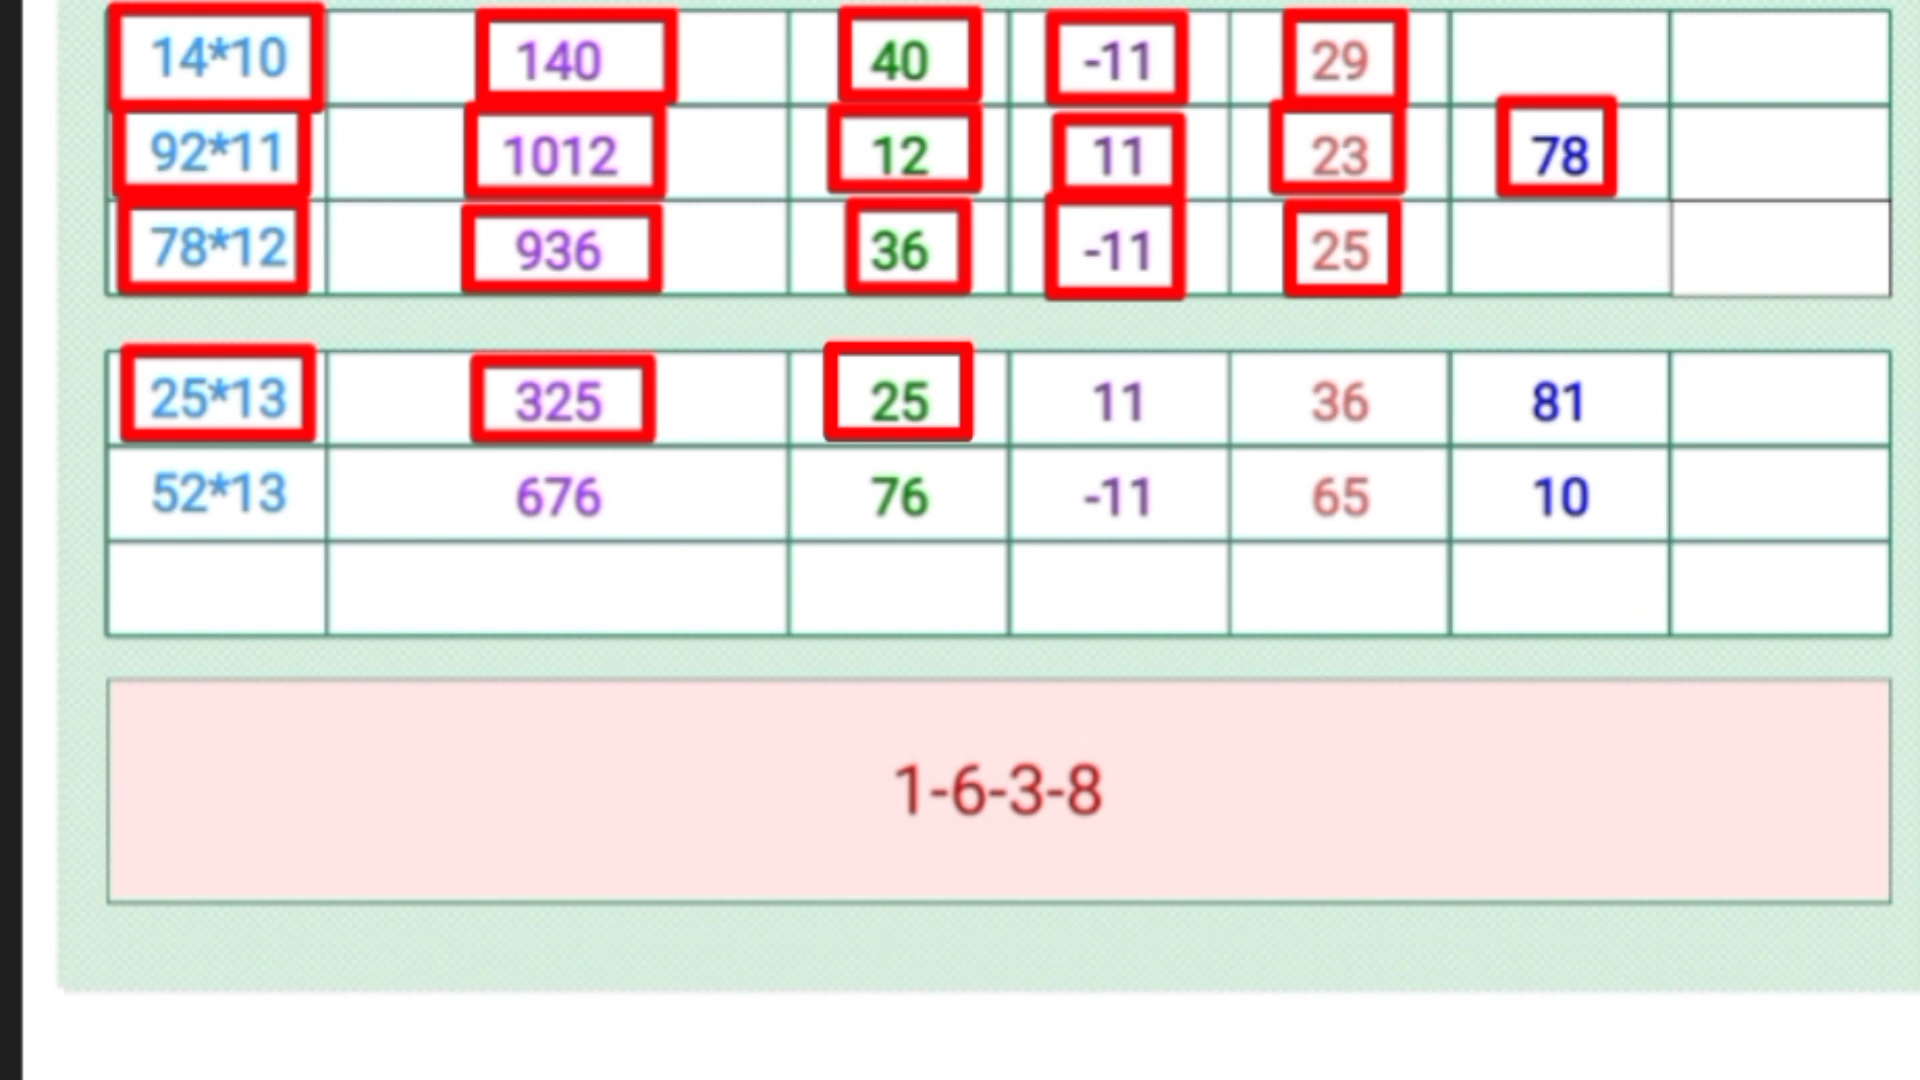 14*10 140 40 -11 29
92*11 1012 12 11 23 78
78*12 936 36 -11 25
25*13 325 25 11 36 81
52*13 676 76 -11 65 10
1-6-3-8